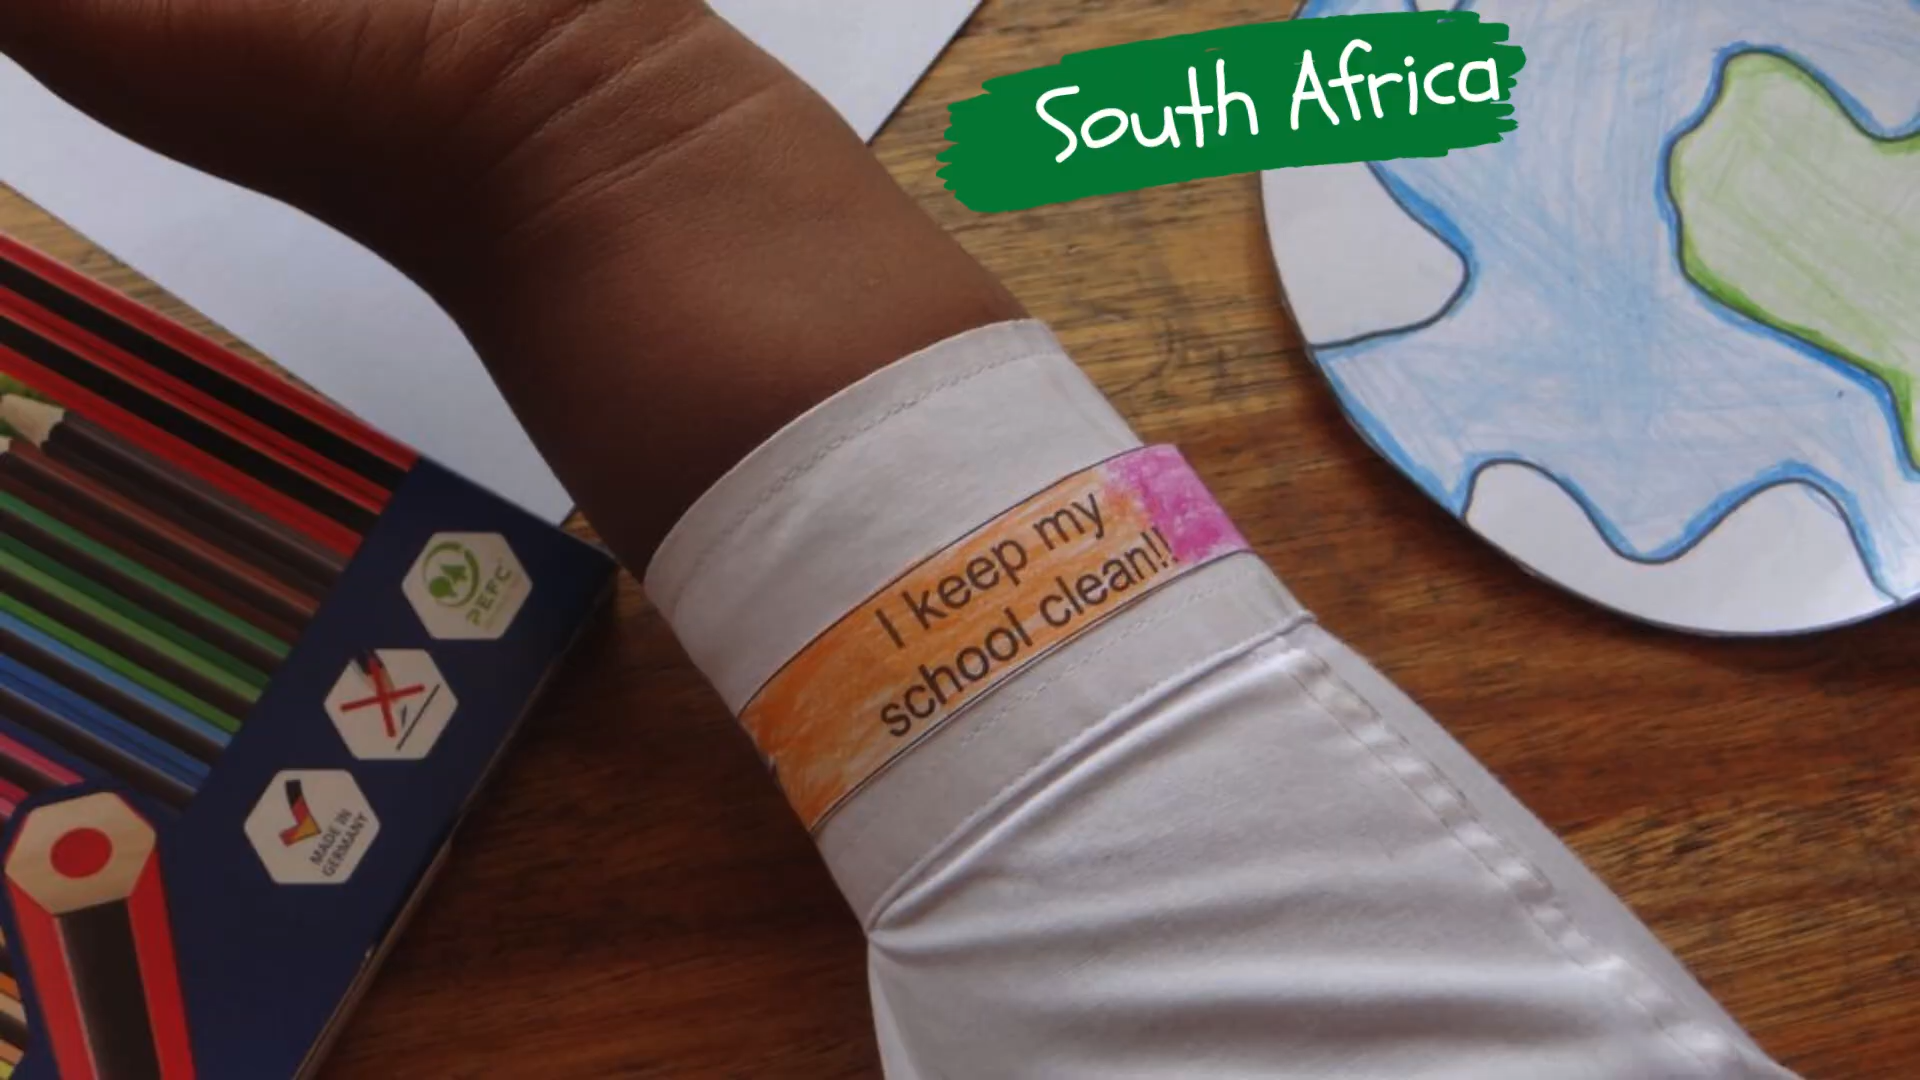 South Africa
I keep my
school clean!!
PEFC
MADE IN
GERMANY